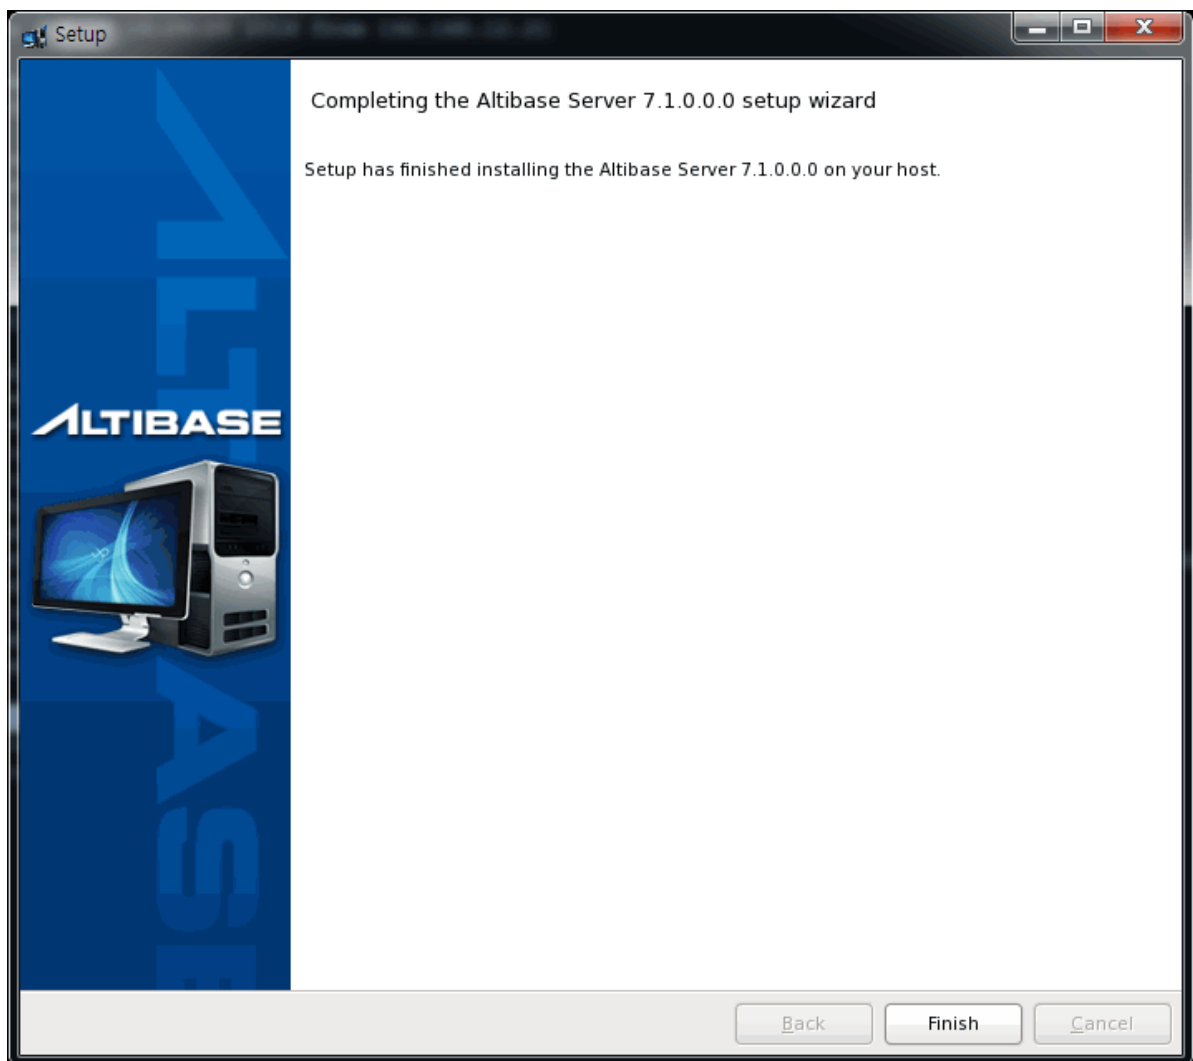 Setup
Completing the Altibase Server 7.1.0.0.0 setup wizard
Setup has finished installing the Altibase Server 7.1.0.0.0 on your host.
ALTIBASE
ALTIBASE
Back
Finish
Cancel